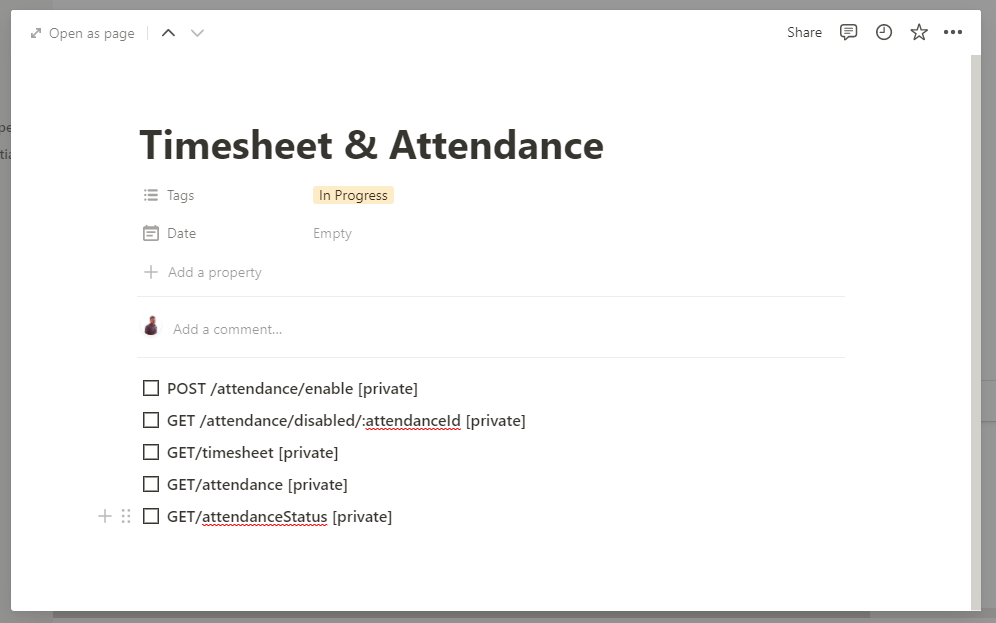 Open as page
Share
Timesheet & Attendance
Tags In Progress
Date Empty
Add a property
Add a comment...
POST /attendance/enable [private]
GET /attendance/disabled/:attendanceId [private]
GET/timesheet [private]
GET/attendance [private]
GET/attendanceStatus [private]